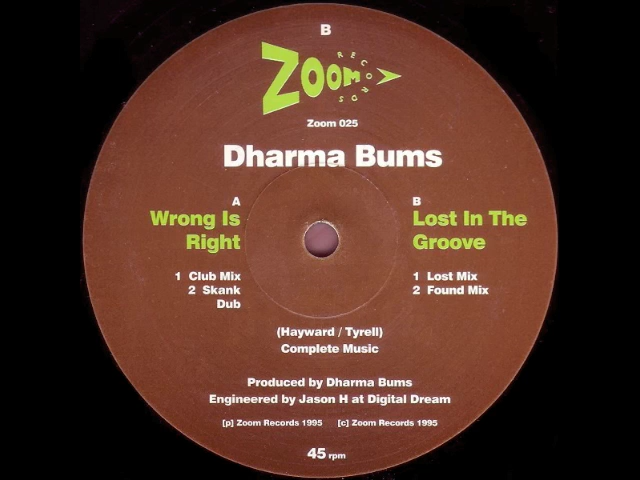 B
ZOOM RECORDS
Zoom 025
Dharma Bums
A
Wrong Is
Right
1 Club Mix
2 Skank
Dub
B
Lost In The
Groove
1 Lost Mix
2 Found Mix
(Hayward / Tyrell)
Complete Music
Produced by Dharma Bums
Engineered by Jason H at Digital Dream
[p] Zoom Records 1995 [c] Zoom Records 1995
45 rpm